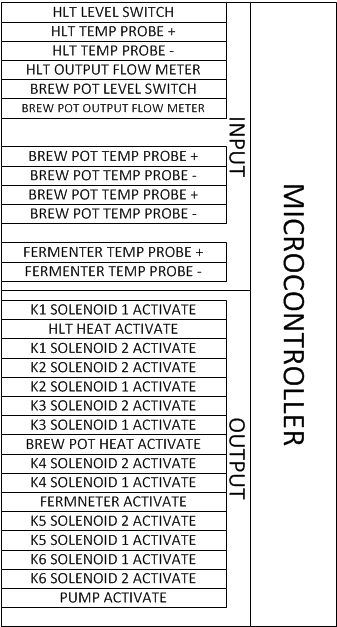 HLT LEVEL SWITCH
HLT TEMP PROBE +
HLT TEMP PROBE -
HLT OUTPUT FLOW METER
BREW POT LEVEL SWITCH
BREW POT OUTPUT FLOW METER
BREW POT TEMP PROBE +
BREW POT TEMP PROBE -
BREW POT TEMP PROBE +
BREW POT TEMP PROBE -
FERMENTER TEMP PROBE +
FERMENTER TEMP PROBE -
INPUT
K1 SOLENOID 1 ACTIVATE
HLT HEAT ACTIVATE
K1 SOLENOID 2 ACTIVATE
K2 SOLENOID 2 ACTIVATE
K2 SOLENOID 1 ACTIVATE
K3 SOLENOID 2 ACTIVATE
K3 SOLENOID 1 ACTIVATE
BREW POT HEAT ACTIVATE
K4 SOLENOID 2 ACTIVATE
K4 SOLENOID 1 ACTIVATE
FERMNETER ACTIVATE
K5 SOLENOID 2 ACTIVATE
K5 SOLENOID 1 ACTIVATE
K6 SOLENOID 1 ACTIVATE
K6 SOLENOID 2 ACTIVATE
PUMP ACTIVATE
OUTPUT
MICROCONTROLLER